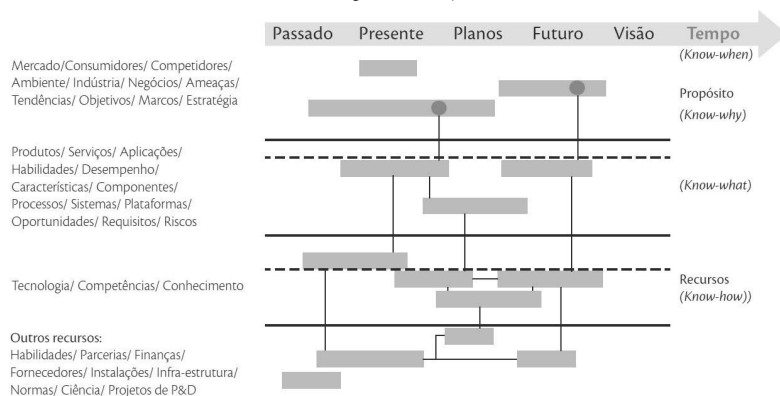 Passado Presente Planos Futuro Visão Tempo
(Know-when)
Mercado/Consumidores/ Competidores/
Ambiente/ Indústria/ Negócios/ Ameaças/
Tendências/ Objetivos/ Marcos/ Estratégia
Propósito
(Know-why)
Produtos/ Serviços/ Aplicações/
Habilidades/ Desempenho/
Características/ Componentes/
Processos/ Sistemas/ Plataformas/
Oportunidades/ Requisitos/ Riscos
(Know-what)
Tecnologia/ Competências/ Conhecimento
Recursos
(Know-how))
Outros recursos:
Habilidades/ Parcerias/ Finanças/
Fornecedores/ Instalações/ Infra-estrutura/
Normas/ Ciência/ Projetos de P&D